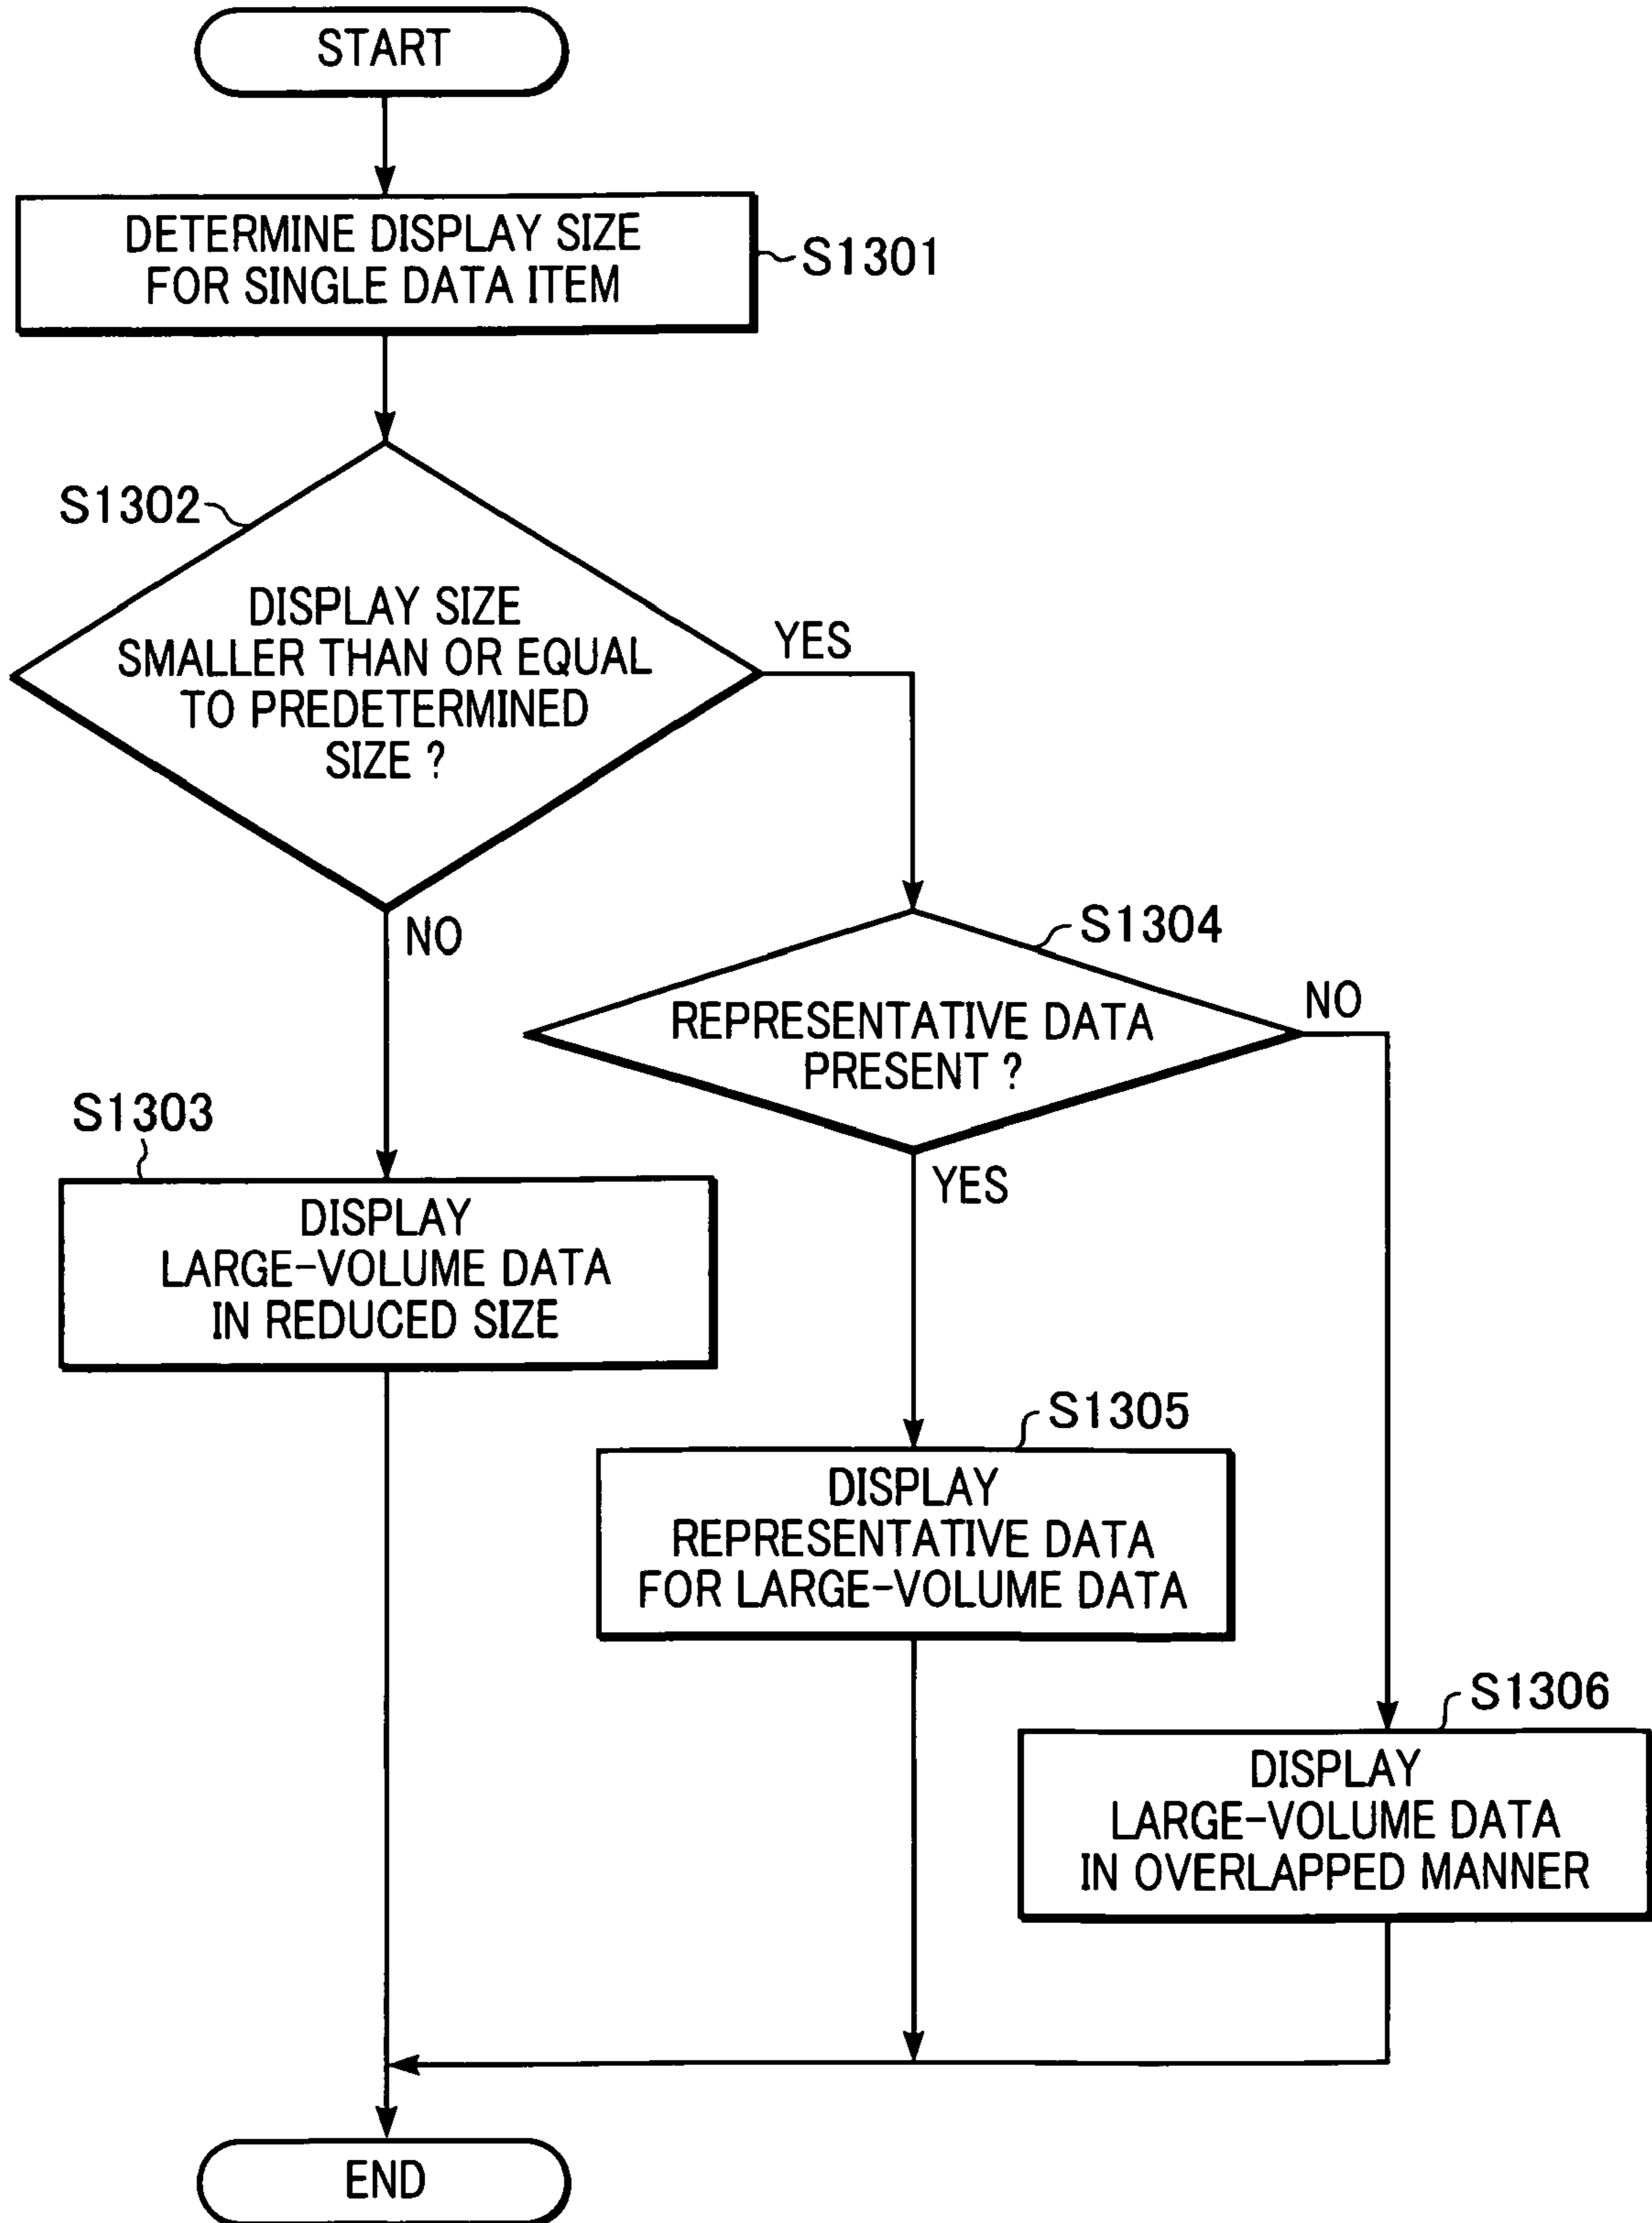 START
DETERMINE DISPLAY SIZE
FOR SINGLE DATA ITEM
S1301
S1302
DISPLAY SIZE
SMALLER THAN OR EQUAL
TO PREDETERMINED
SIZE ?
YES
NO
S1304
REPRESENTATIVE DATA
PRESENT ?
NO
YES
S1303
DISPLAY
LARGE-VOLUME DATA
IN REDUCED SIZE
S1305
DISPLAY
REPRESENTATIVE DATA
FOR LARGE-VOLUME DATA
S1306
DISPLAY
LARGE-VOLUME DATA
IN OVERLAPPED MANNER
END